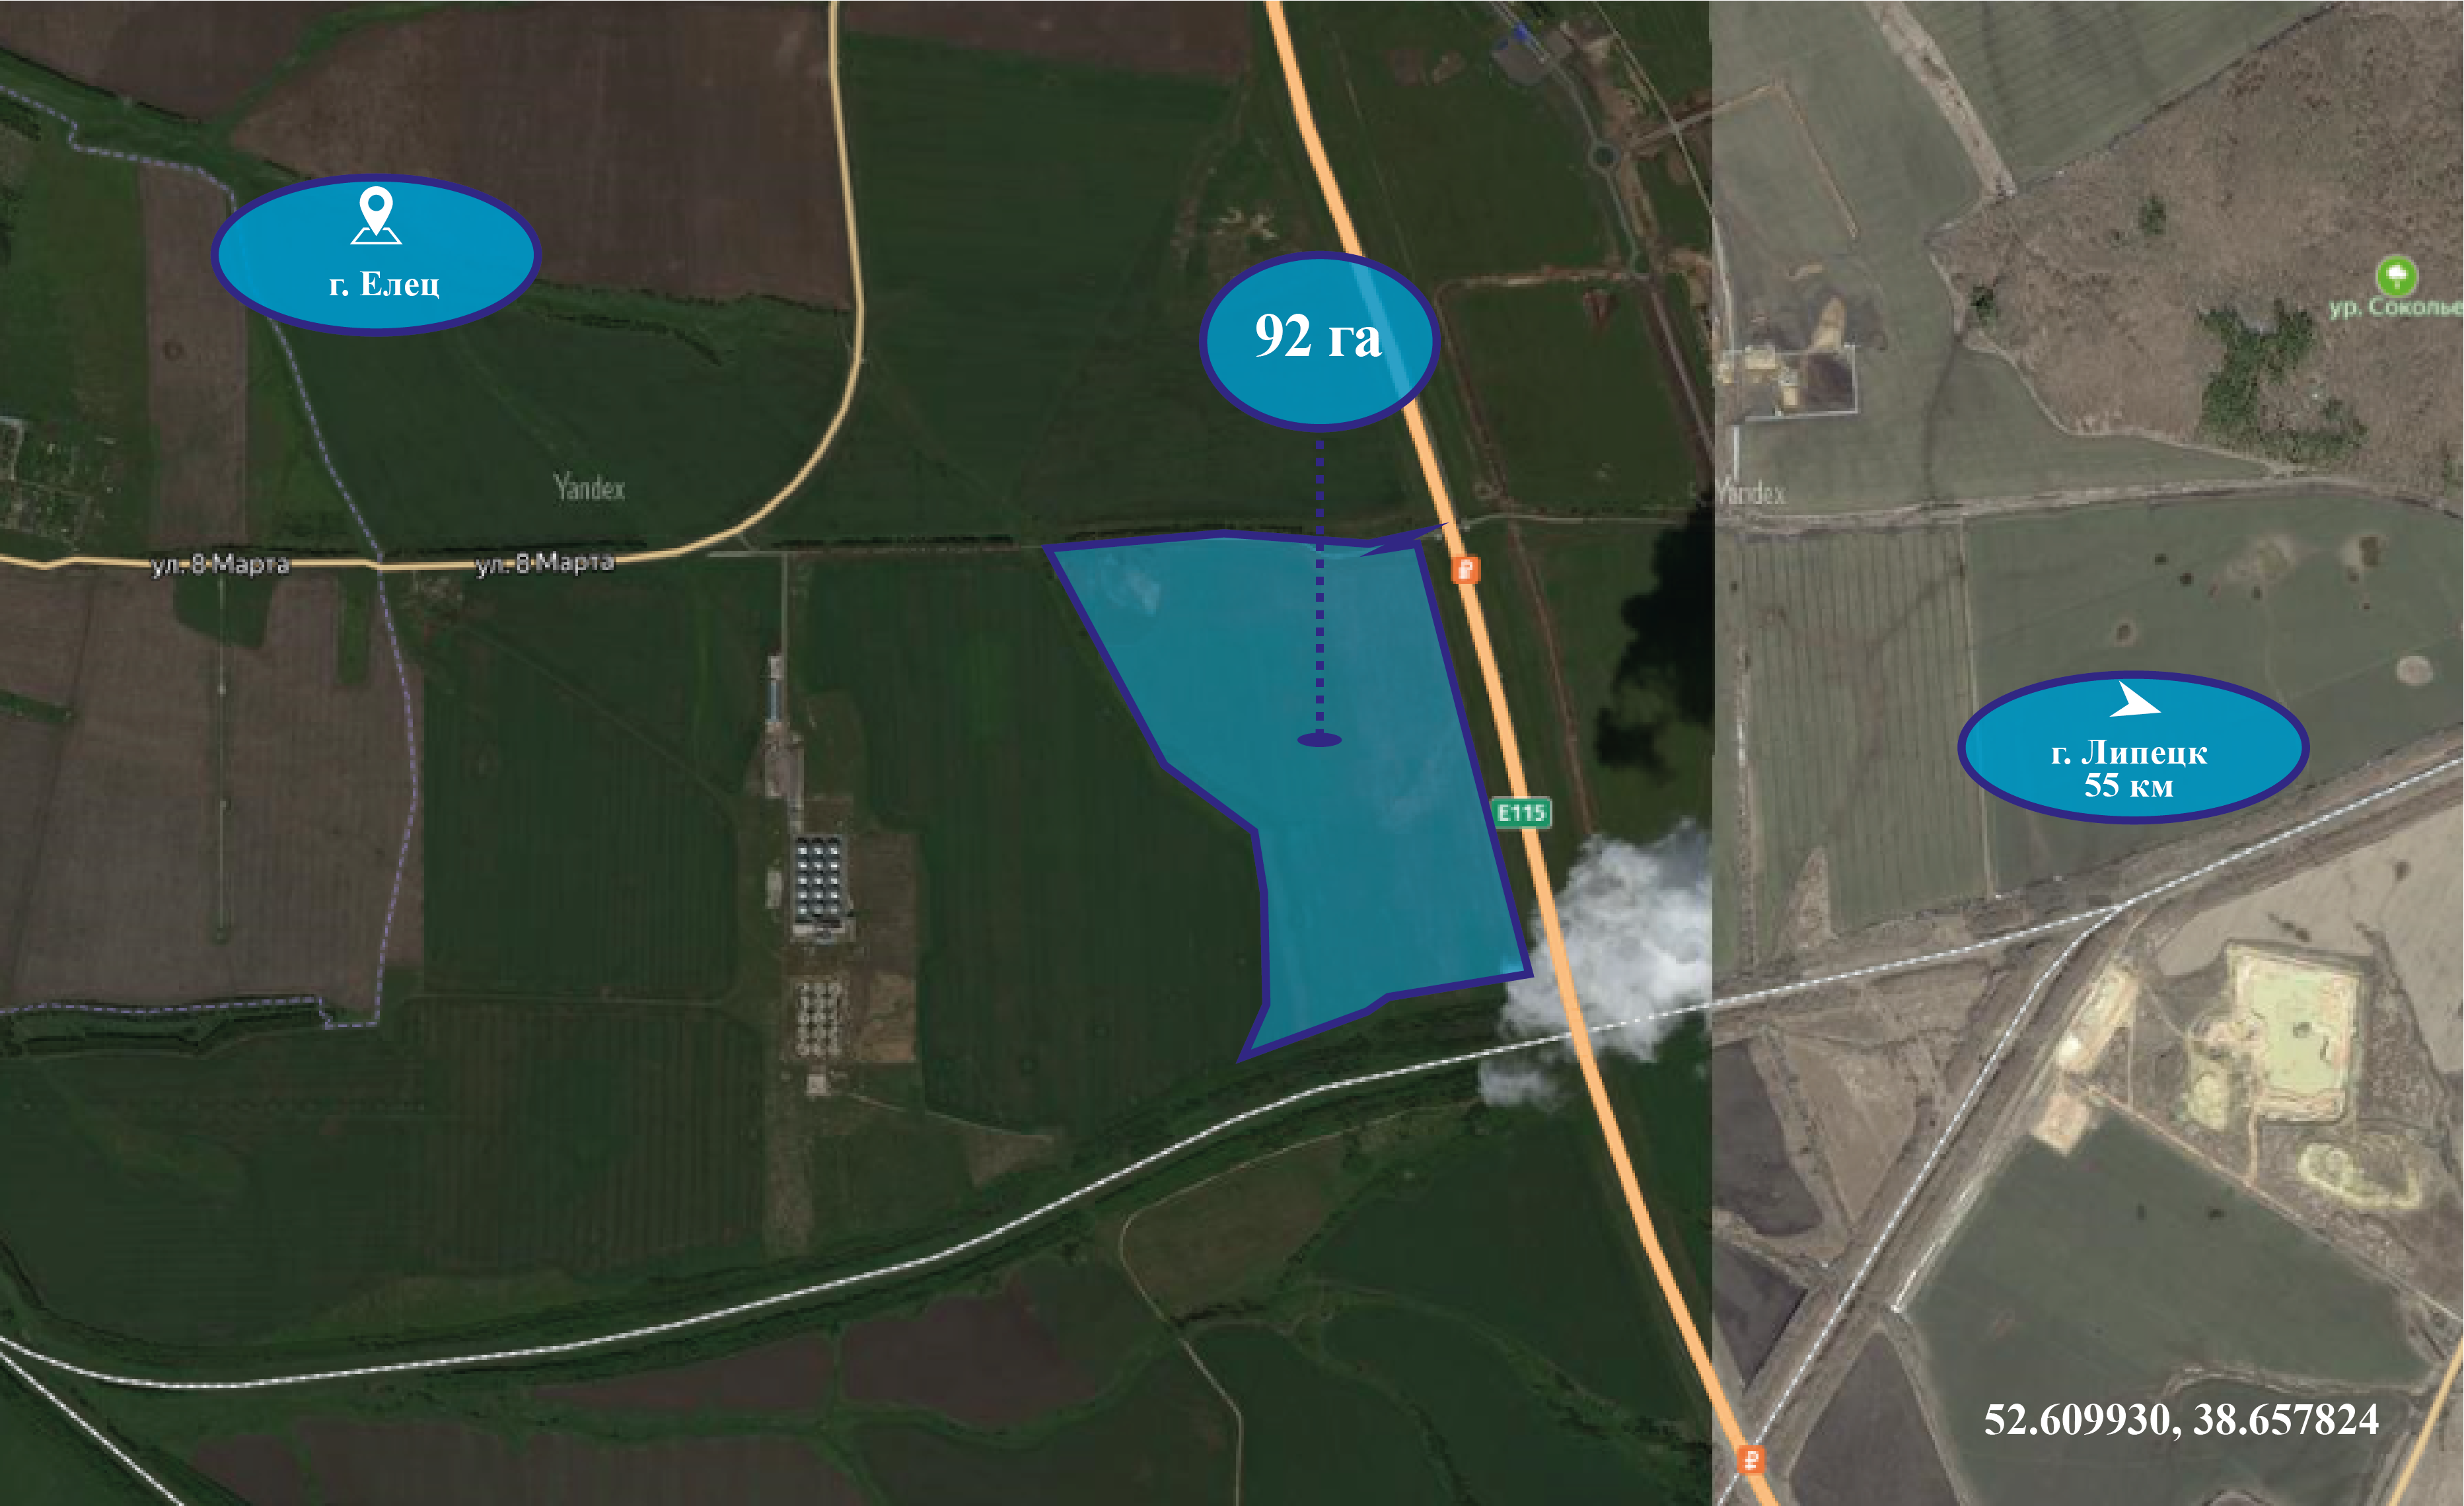 г. Елец
92 га
ур. Соколье
Yandex
Yandex
ул. 8 Марта
ул. 8 Марта
₽
г. Липецк
55 км
E115
52.609930, 38.657824
₽